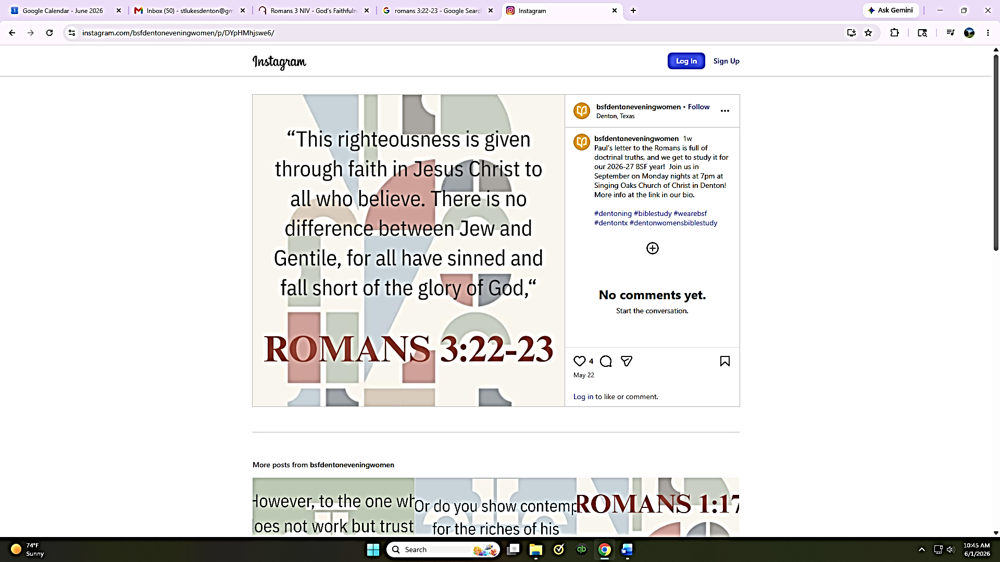 Google Calendar - June 2026
Inbox (50) - stlukesdenton@gm
Romans 3 NIV - God's Faithfuln
romans 3:22-23 - Google Searc
Instagram
Ask Gemini
instagram.com/bsfdentoneveningwomen/p/DYpHMhjswe6/
Instagram
Log In
Sign Up
“This righteousness is given
through faith in Jesus Christ to
all who believe. There is no
difference between Jew and
Gentile, for all have sinned and
fall short of the glory of God,“
ROMANS 3:22-23
bsfdentoneveningwomen • Follow
Denton, Texas
bsfdentoneveningwomen 1w
Paul's letter to the Romans is full of
doctrinal truths, and we get to study it for
our 2026-27 BSF year! Join us in
September on Monday nights at 7pm at
Singing Oaks Church of Christ in Denton!
More info at the link in our bio.
#dentoning #biblestudy #wearebsf
#dentontx #dentonwomensbiblestudy
No comments yet.
Start the conversation.
4
May 22
Log in to like or comment.
More posts from bsfdentoneveningwomen
However, to the one wh
does not work but trust
Or do you show contemp
for the riches of his
ROMANS 1:17
74°F
Sunny
Search
qb
10:45 AM
6/1/2026